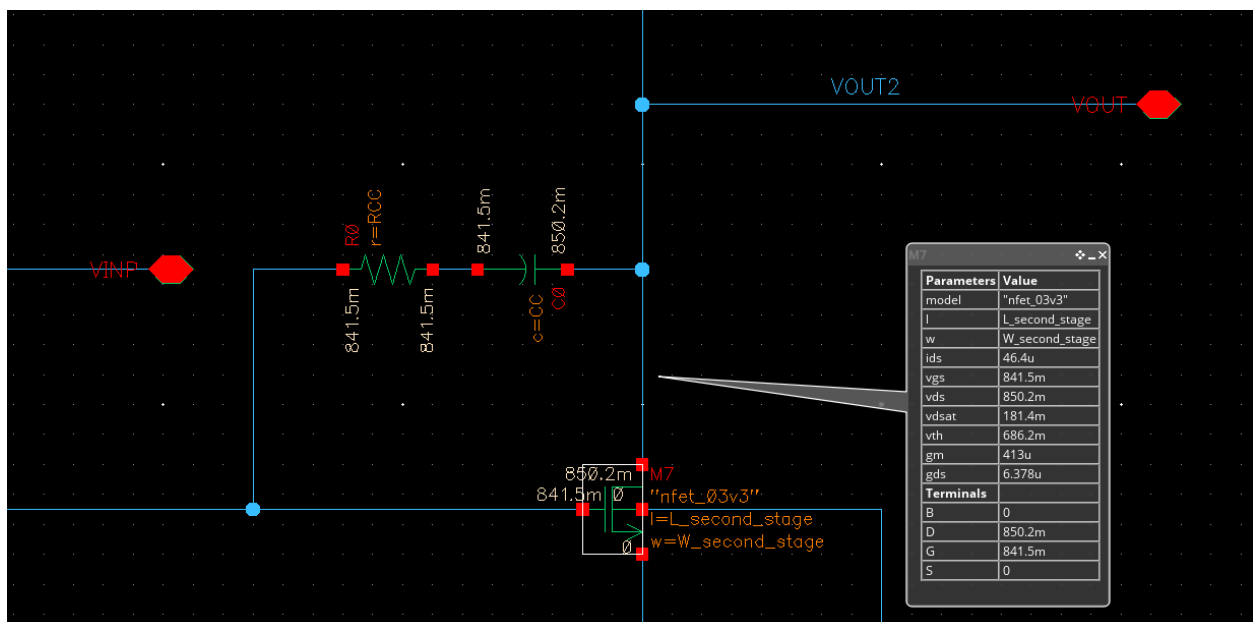 VOUT2
VOUT
VINP
R0
r=RCC
841.5m
841.5m
841.5m
850.2m
c=CC
C0
850.2m
M7
841.5m
0
"nfet_03v3"
l=L_second_stage
0
w=W_second_stage
M7
Parameters Value
model "nfet_03v3"
l L_second_stage
w W_second_stage
ids 46.4u
vgs 841.5m
vds 850.2m
vdsat 181.4m
vth 686.2m
gm 413u
gds 6.378u
Terminals
B 0
D 850.2m
G 841.5m
S 0